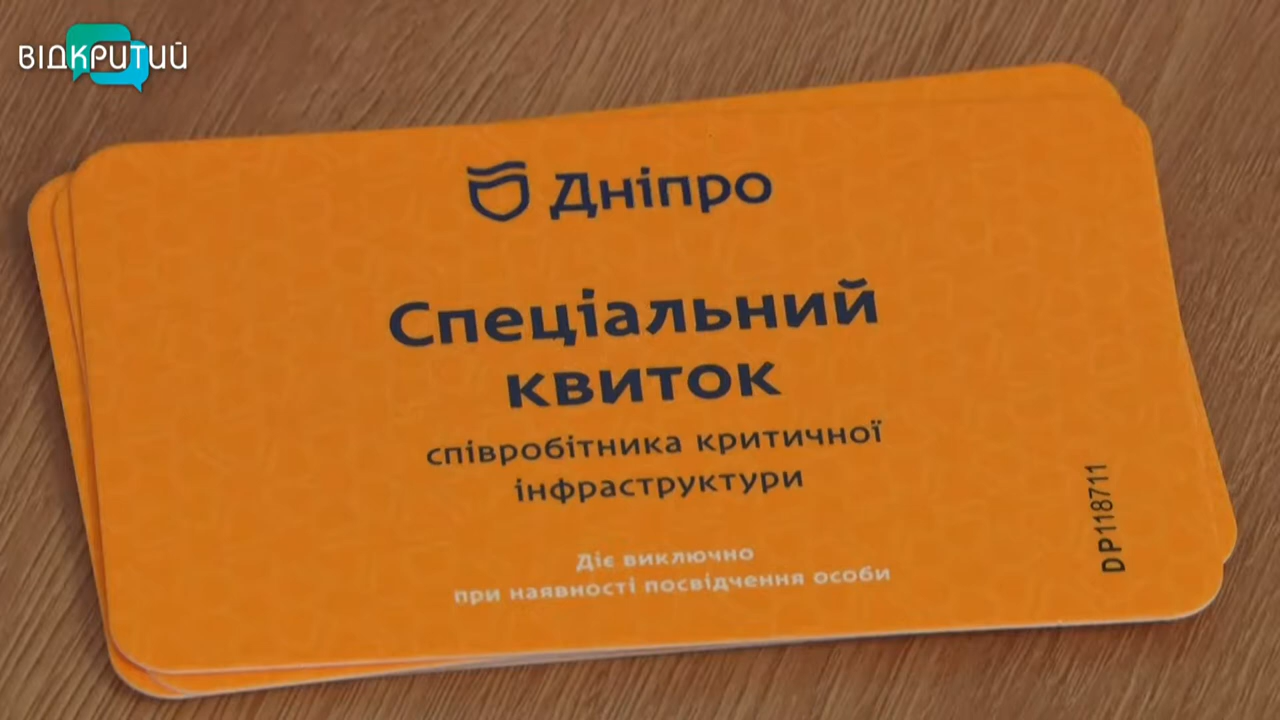 ВІДКРИТИЙ
Дніпро
Спеціальний
квиток
співробітника критичної
інфраструктури
Діє виключно
при наявності посвідчення особи
DP118711